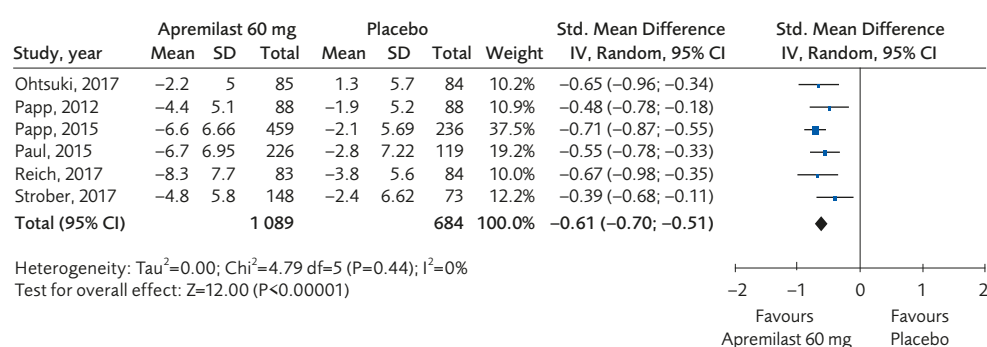 Apremilast 60 mg Placebo Std. Mean Difference Std. Mean Difference
Study, year Mean SD Total Mean SD Total Weight IV, Random, 95% CI IV, Random, 95% CI
Ohtsuki, 2017 −2.2 5 85 1.3 5.7 84 10.2% −0.65 (−0.96; −0.34)
Papp, 2012 −4.4 5.1 88 −1.9 5.2 88 11.0% −0.48 (−0.78; −0.18)
Papp, 2015 −6.6 6.66 459 −2.1 5.69 236 37.5% −0.71 (−0.87; −0.55)
Paul, 2015 −6.7 6.95 226 −2.8 7.22 119 19.2% −0.55 (−0.78; −0.33)
Reich, 2017 −8.3 7.7 83 −3.8 5.6 84 10.0% −0.67 (−0.98; −0.35)
Strober, 2017 −4.8 5.8 148 −2.4 6.62 73 12.2% −0.39 (−0.68; −0.11)
Total (95% CI) 1 089 684 100.0% −0.61 (−0.70; −0.51)
Heterogeneity: Tau²=0.00; Chi²=4.79 df=5 (P=0.44); I²=0%
Test for overall effect: Z=12.00 (P<0.00001)
−2 −1 0 1 2
Favours Favours
Apremilast 60 mg Placebo